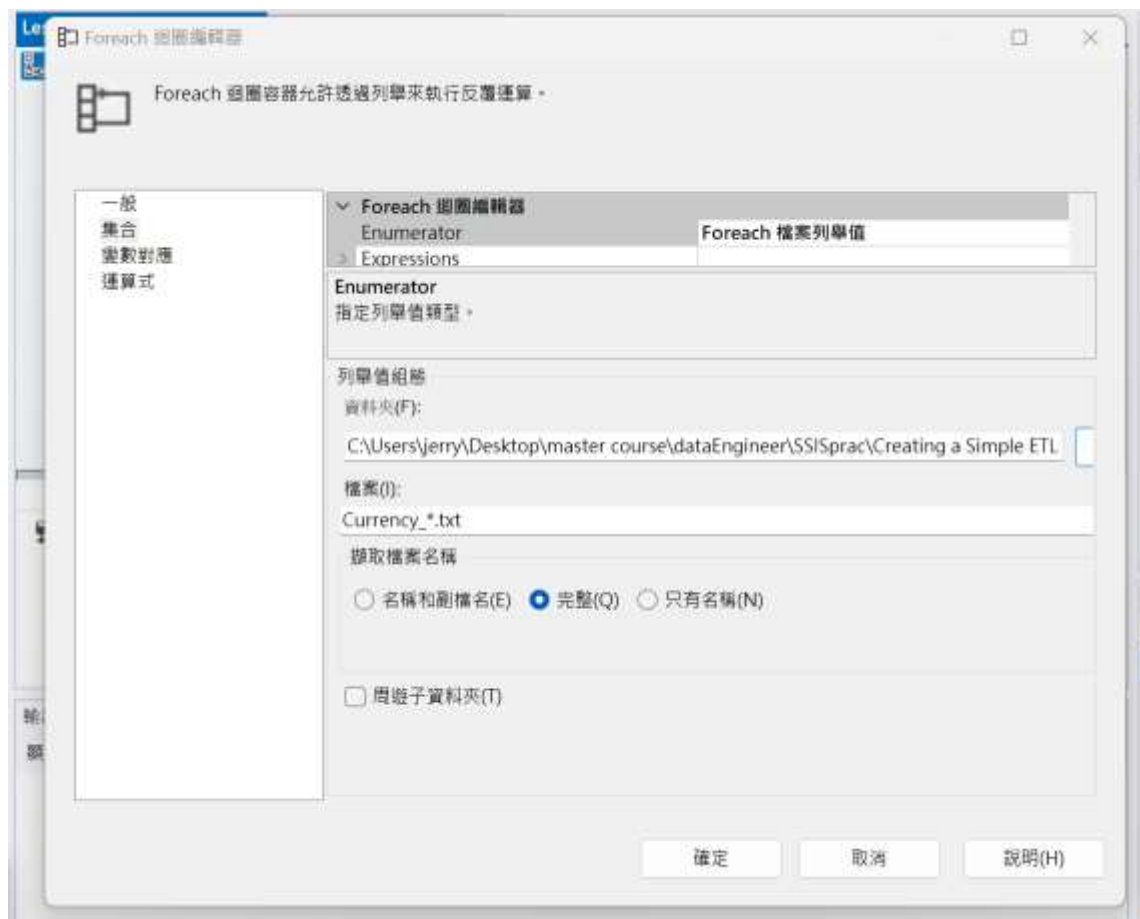 Le
Foreach 迴圈編輯器
Foreach 迴圈容器允許透過列舉來執行反覆運算。
一般
集合
變數對應
運算式
Foreach 迴圈編輯器
Enumerator
Foreach 檔案列舉值
Expressions
Enumerator
指定列舉值類型。
列舉值組態
資料夾(F):
C:\Users\jerry\Desktop\master course\dataEngineer\SSISprac\Creating a Simple ETL
檔案(I):
Currency_*.txt
擷取檔案名稱
名稱和副檔名(E) 完整(Q) 只有名稱(N)
周遊子資料夾(T)
輸
顯
確定 取消 說明(H)